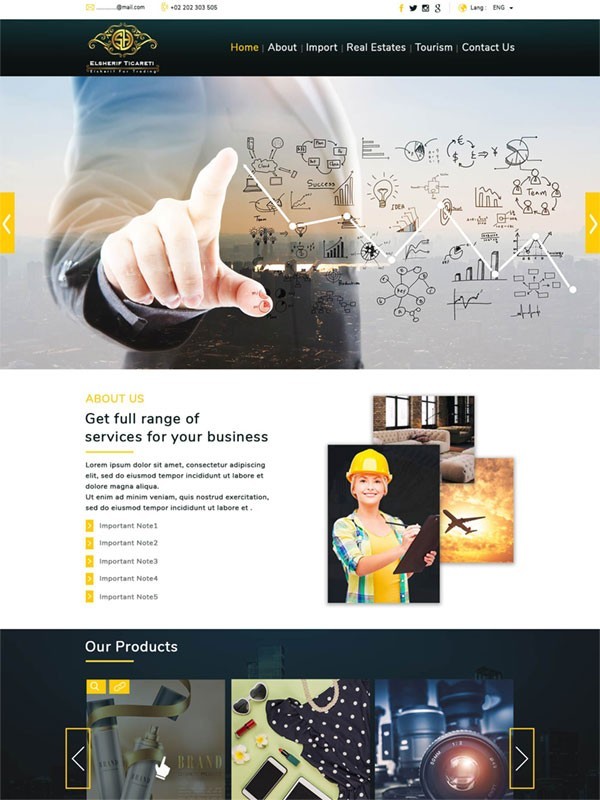 ............@mail.com
+02 202 303 505
Lang : ENG
ELSHERIF TICARETI
Elsherif For Trading
Home | About | Import | Real Estates | Tourism | Contact Us
Cloud
Success
Team
IDEA
Team
ABOUT US
Get full range of
services for your business
Lorem ipsum dolor sit amet, consectetur adipiscing
elit, sed do eiusmod tempor incididunt ut labore et
dolore magna aliqua.
Ut enim ad minim veniam, quis nostrud exercitation,
sed do eiusmod tempor incididunt ut labore et .
Important Note1
Important Note2
Important Note3
Important Note4
Important Note5
Our Products
BRAND
BRAND